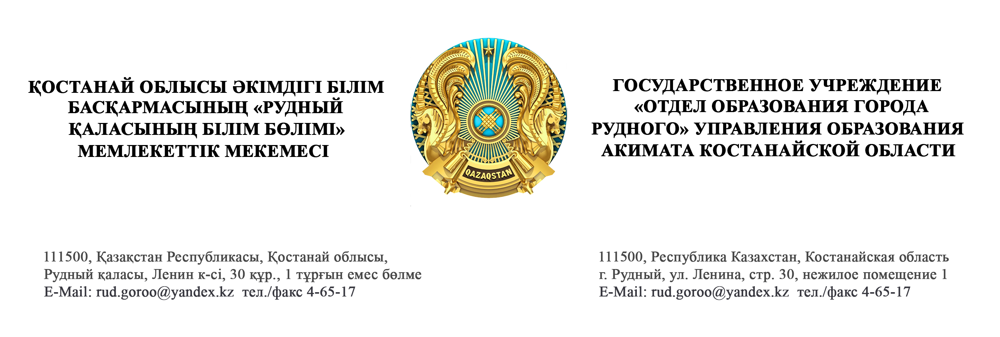 ҚОСТАНАЙ ОБЛЫСЫ ӘКІМДІГІ БІЛІМ
БАСҚАРМАСЫНЫҢ «РУДНЫЙ
ҚАЛАСЫНЫҢ БІЛІМ БӨЛІМІ»
МЕМЛЕКЕТТІК МЕКЕМЕСІ
QAZAQSTAN
ГОСУДАРСТВЕННОЕ УЧРЕЖДЕНИЕ
«ОТДЕЛ ОБРАЗОВАНИЯ ГОРОДА
РУДНОГО» УПРАВЛЕНИЯ ОБРАЗОВАНИЯ
АКИМАТА КОСТАНАЙСКОЙ ОБЛАСТИ
111500, Қазақстан Республикасы, Қостанай облысы,
Рудный қаласы, Ленин к-сі, 30 құр., 1 тұрғын емес бөлме
E-Mail: rud.goroo@yandex.kz тел./факс 4-65-17
111500, Республика Казахстан, Костанайская область
г. Рудный, ул. Ленина, стр. 30, нежилое помещение 1
E-Mail: rud.goroo@yandex.kz тел./факс 4-65-17